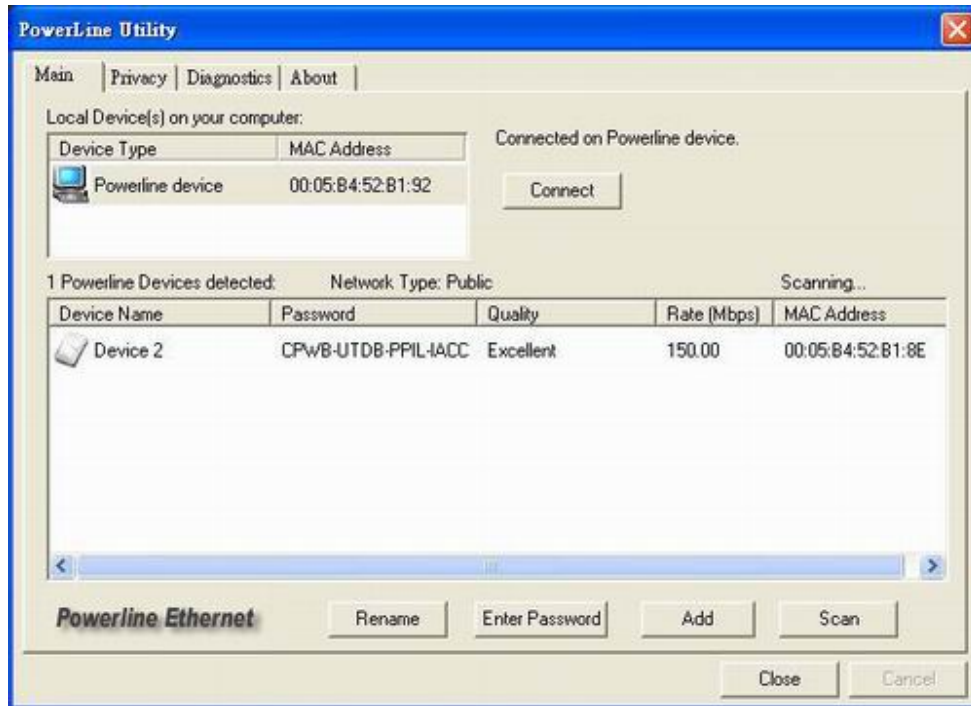 PowerLine Utility
Main Privacy Diagnostics About
Local Device(s) on your computer:
Connected on Powerline device.
Device Type MAC Address
Powerline device 00:05:B4:52:B1:92
Connect
1 Powerline Devices detected: Network Type: Public Scanning...
Device Name Password Quality Rate (Mbps) MAC Address
Device 2 CPWB-UTDB-PPIL-IACC Excellent 150.00 00:05:B4:52:B1:8E
Powerline Ethernet Rename Enter Password Add Scan
Close Cancel